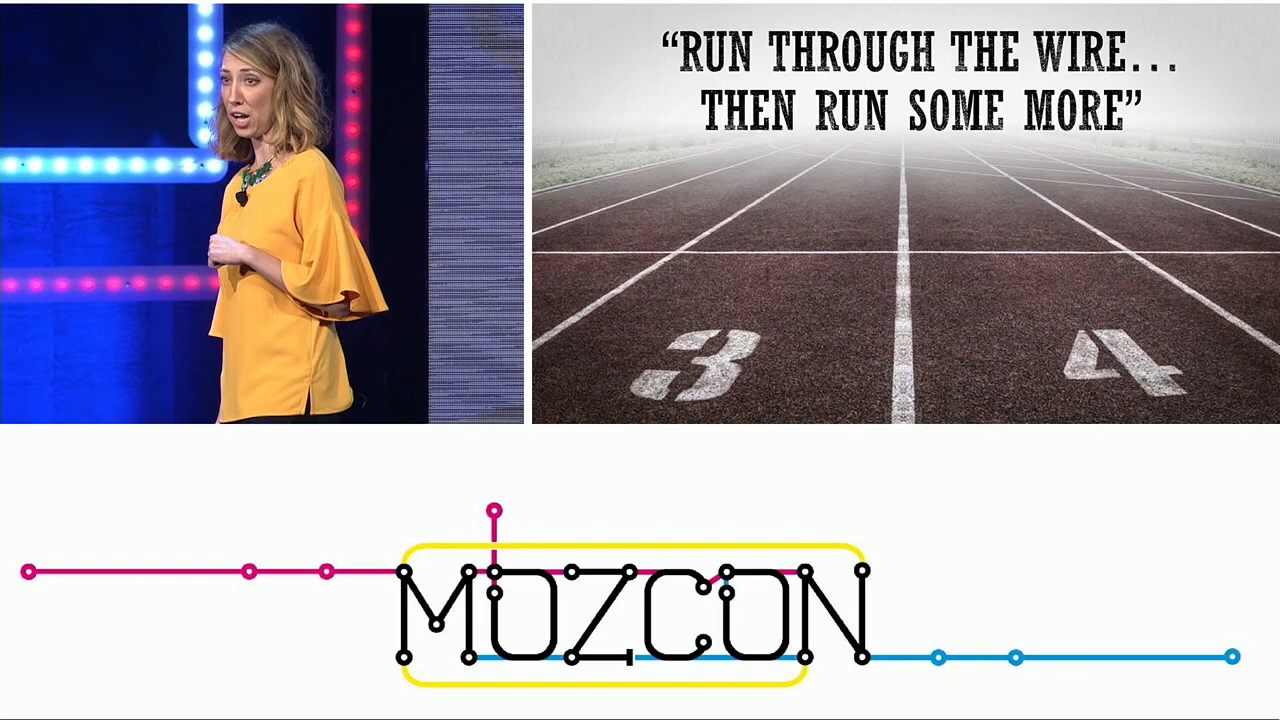 “RUN THROUGH THE WIRE...
THEN RUN SOME MORE”
3 4
MOZCON